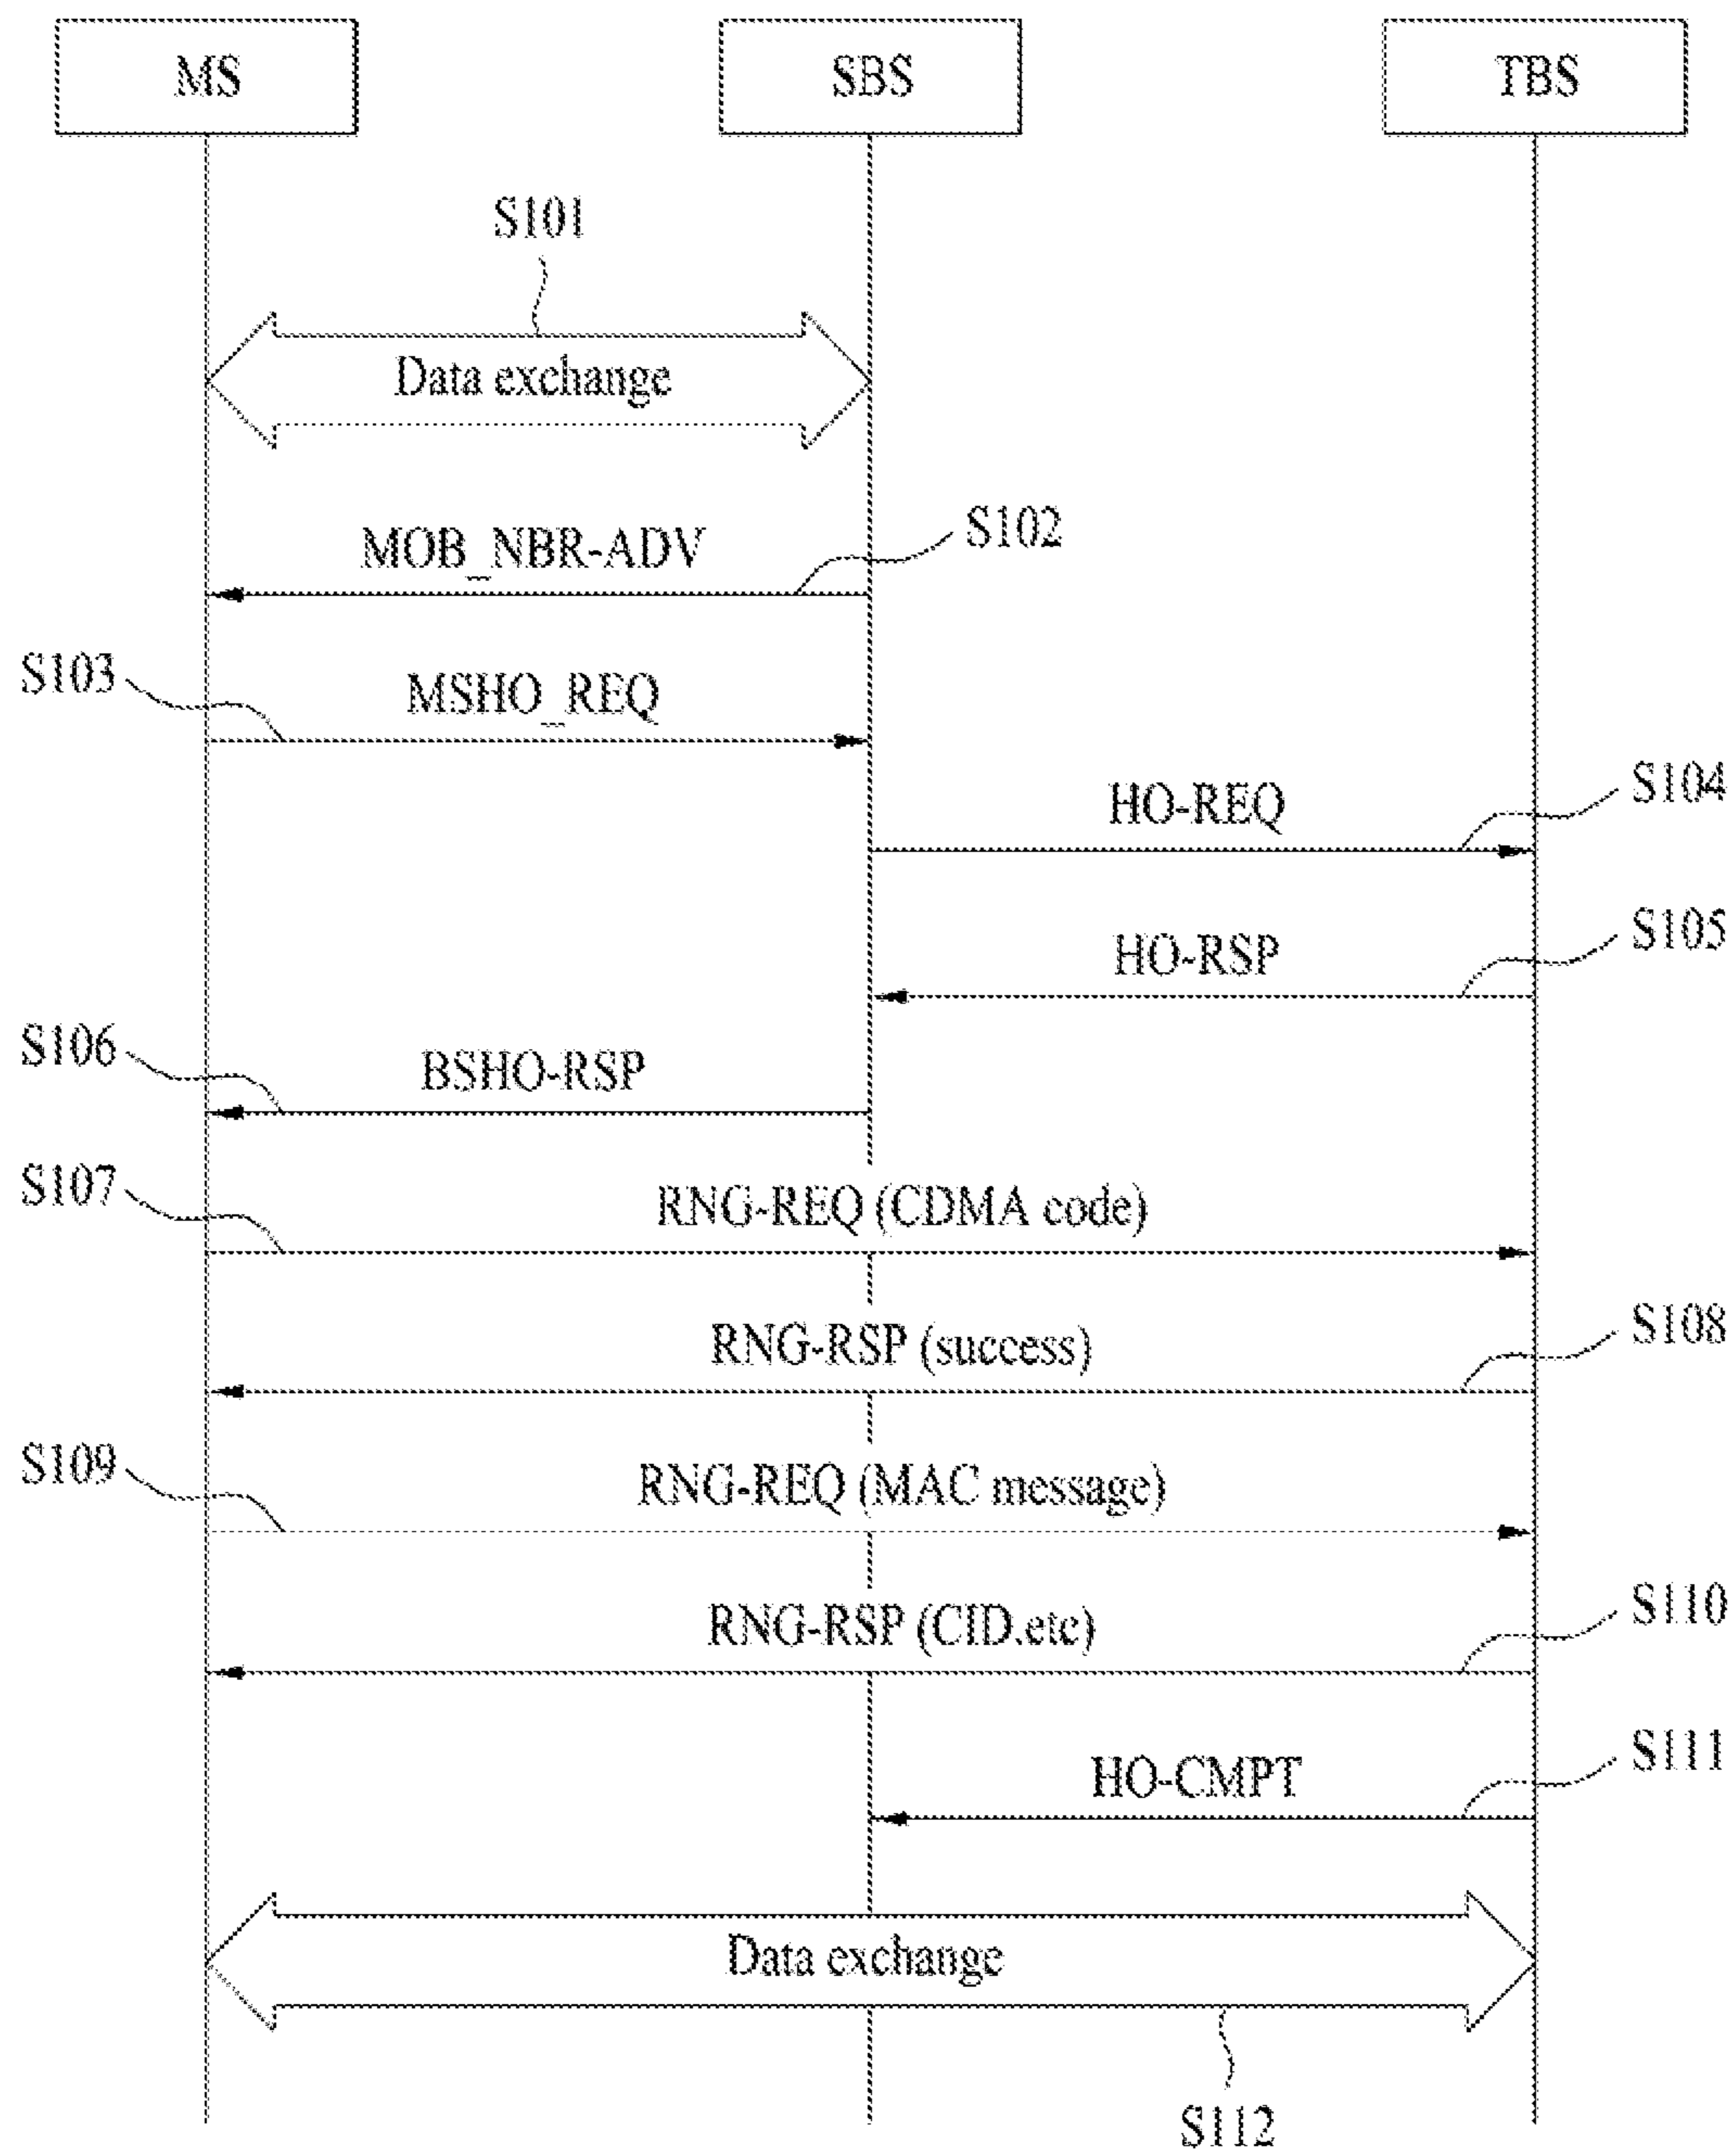 MS
SBS
TBS
S101
Data exchange
MOB_NBR-ADV
S102
S103
MSHO_REQ
HO-REQ
S104
HO-RSP
S105
S106
BSHO-RSP
S107
RNG-REQ (CDMA code)
RNG-RSP (success)
S108
S109
RNG-REQ (MAC message)
RNG-RSP (CID.etc)
S110
HO-CMPT
S111
Data exchange
S112